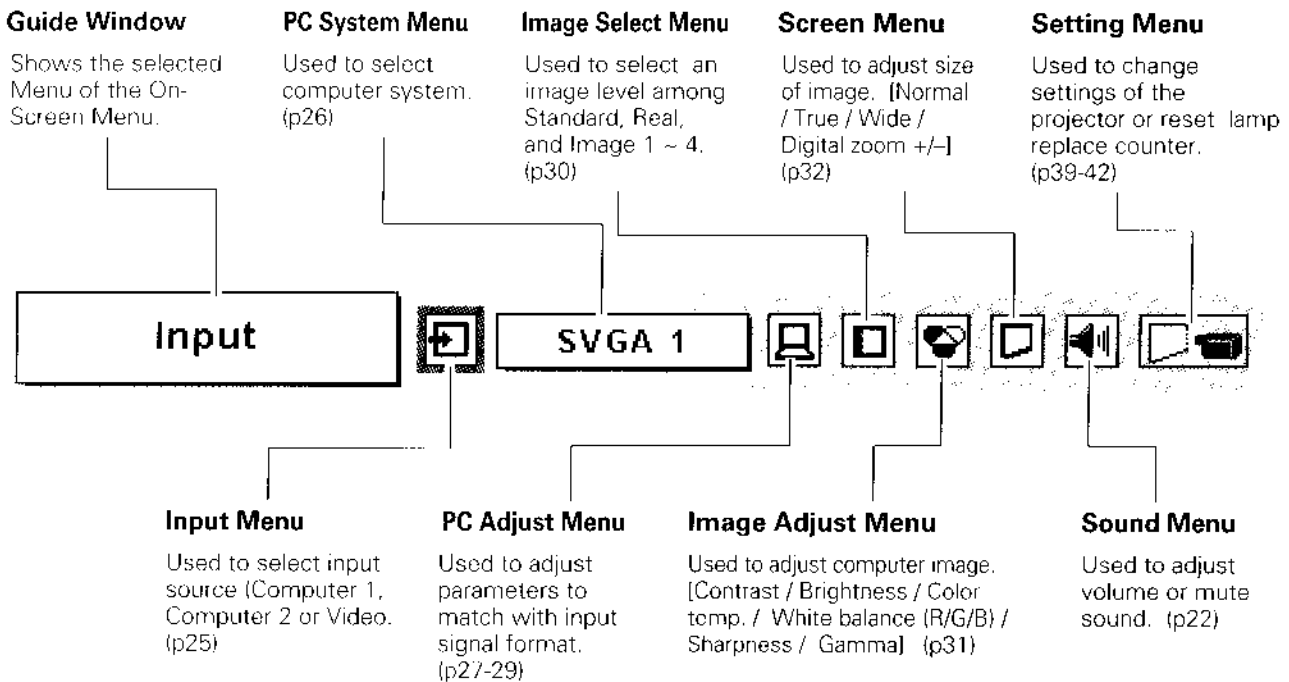 Guide Window
Shows the selected
Menu of the On-
Screen Menu.
PC System Menu
Used to select
computer system.
(p26)
Image Select Menu
Used to select an
image level among
Standard, Real,
and Image 1 ~ 4.
(p30)
Screen Menu
Used to adjust size
of image. [Normal
/ True / Wide /
Digital zoom +/–]
(p32)
Setting Menu
Used to change
settings of the
projector or reset lamp
replace counter.
(p39-42)
Input
SVGA 1
Input Menu
Used to select input
source (Computer 1,
Computer 2 or Video.
(p25)
PC Adjust Menu
Used to adjust
parameters to
match with input
signal format.
(p27-29)
Image Adjust Menu
Used to adjust computer image.
[Contrast / Brightness / Color
temp. / White balance (R/G/B) /
Sharpness / Gamma] (p31)
Sound Menu
Used to adjust
volume or mute
sound. (p22)